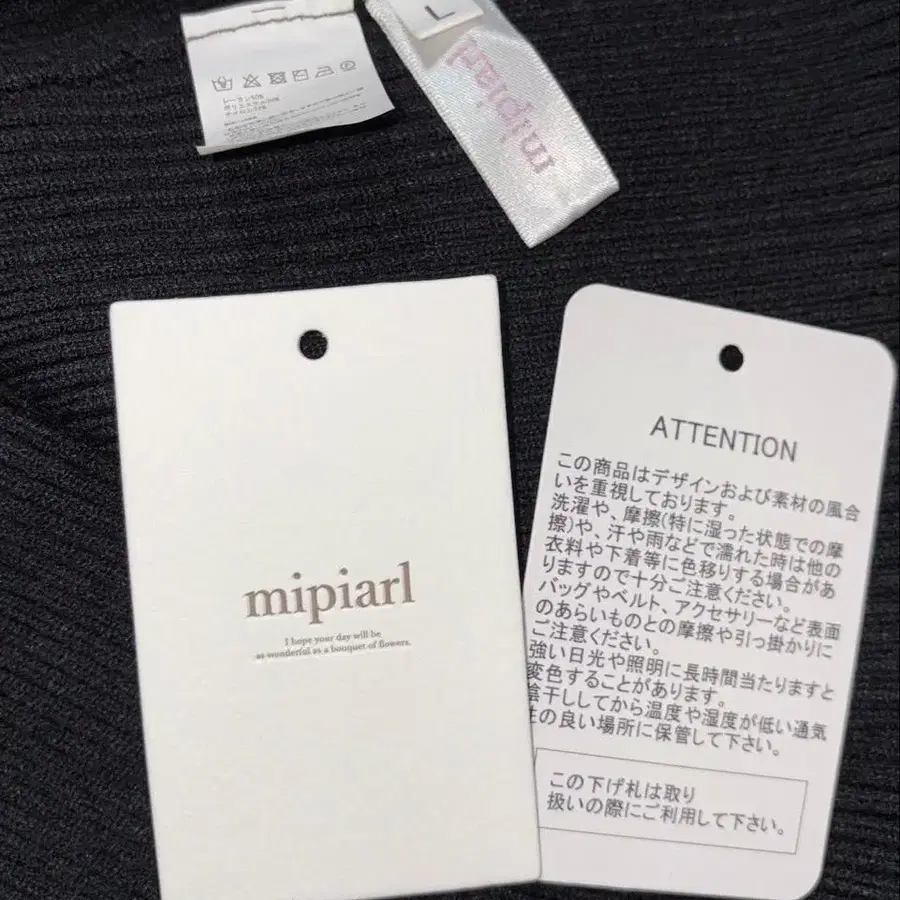 L
mipiarl
mipiarl
I hope your day will be
as wonderful as a bouquet of flowers.
ATTENTION
この商品はデザインおよび素材の風合
いを重視しております。
洗濯や、摩擦(特に湿った状態での摩
擦)や、汗や雨などで濡れた時は他の
衣料や下着等に色移りする場合があ
りますので十分ご注意ください。
バッグやベルト、アクセサリーなど表面
のあらいものとの摩擦や引っ掛かりに
ご注意ください。
強い日光や照明に長時間当たりますと
変色することがあります。
陰干ししてから温度や湿度が低い通気
性の良い場所に保管して下さい。
この下げ札は取り
扱いの際にご利用して下さい。